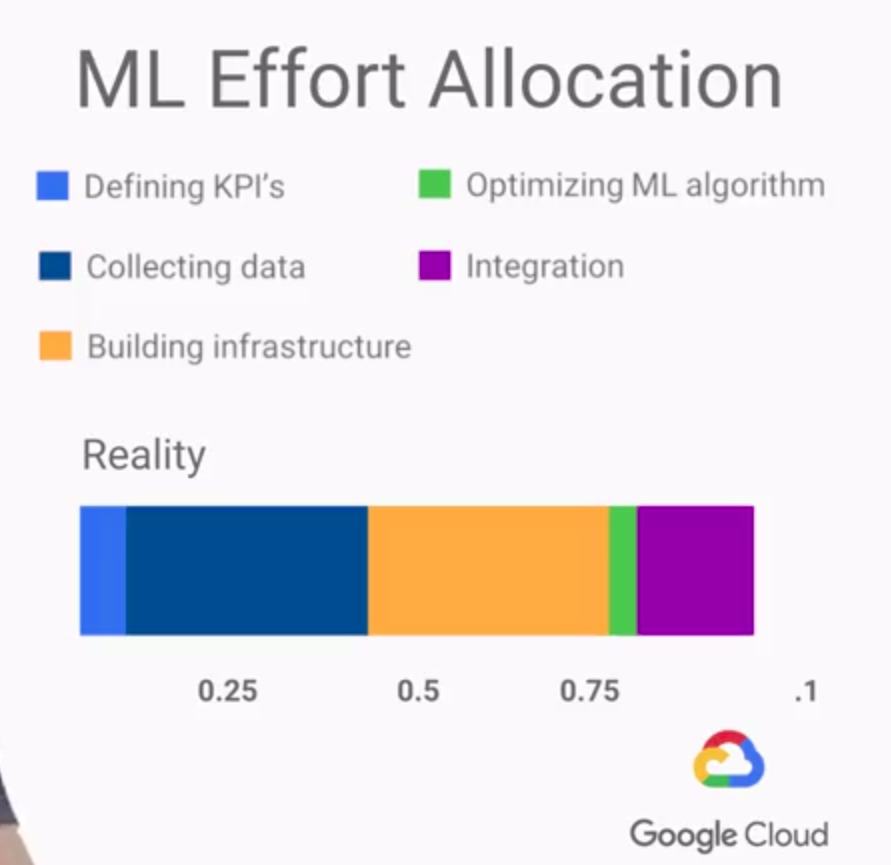 ML Effort Allocation
Defining KPI's
Optimizing ML algorithm
Collecting data
Integration
Building infrastructure
Reality
0.25 0.5 0.75 .1
Google Cloud